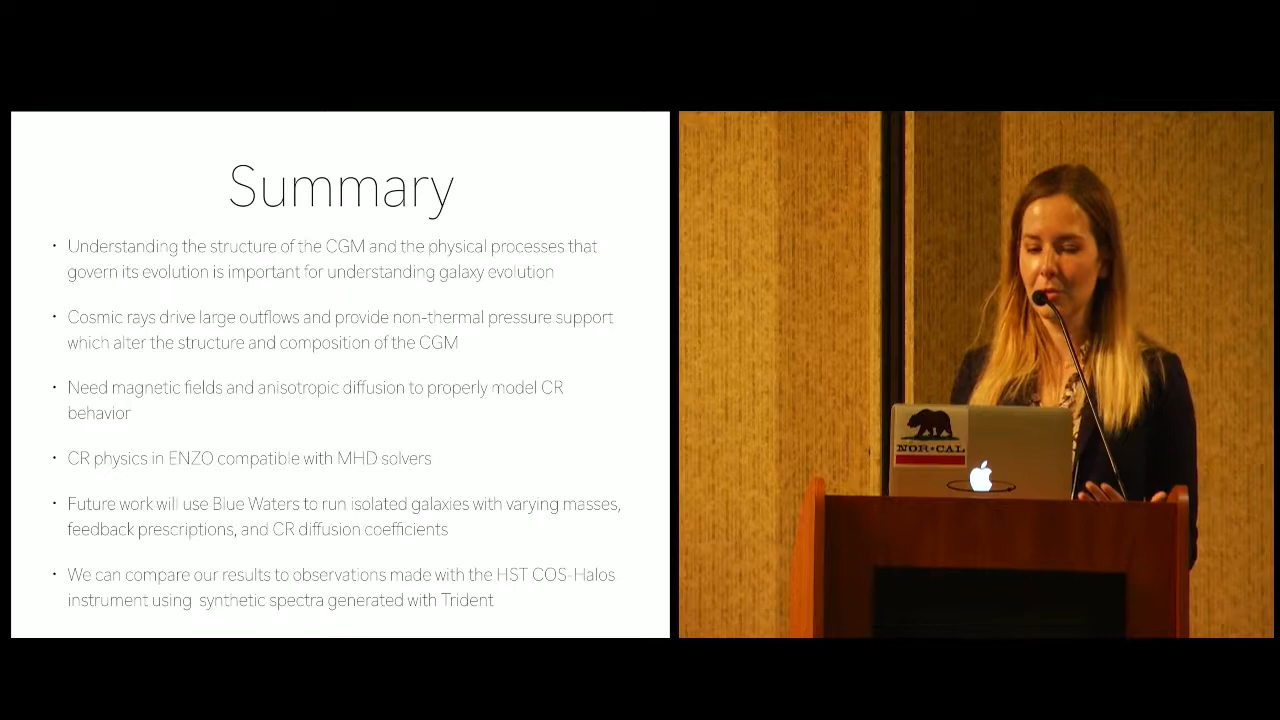 Summary
• Understanding the structure of the CGM and the physical processes that
govern its evolution is important for understanding galaxy evolution
• Cosmic rays drive large outflows and provide non-thermal pressure support
which alter the structure and composition of the CGM
• Need magnetic fields and anisotropic diffusion to properly model CR
behavior
• CR physics in ENZO compatible with MHD solvers
• Future work will use Blue Waters to run isolated galaxies with varying masses,
feedback prescriptions, and CR diffusion coefficients
• We can compare our results to observations made with the HST COS-Halos
instrument using synthetic spectra generated with Trident
NOR★CAL